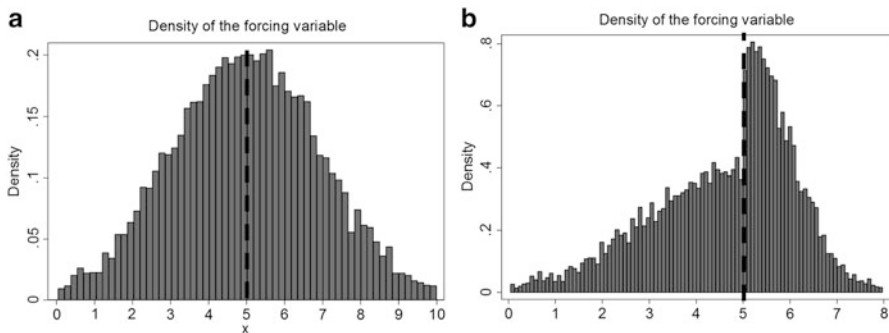 a
Density of the forcing variable
Density
.2
.15
.1
.05
0
0 1 2 3 4 5 6 7 8 9 10
x
b
Density of the forcing variable
Density
.8
.6
.4
.2
0
0 1 2 3 4 5 6 7 8